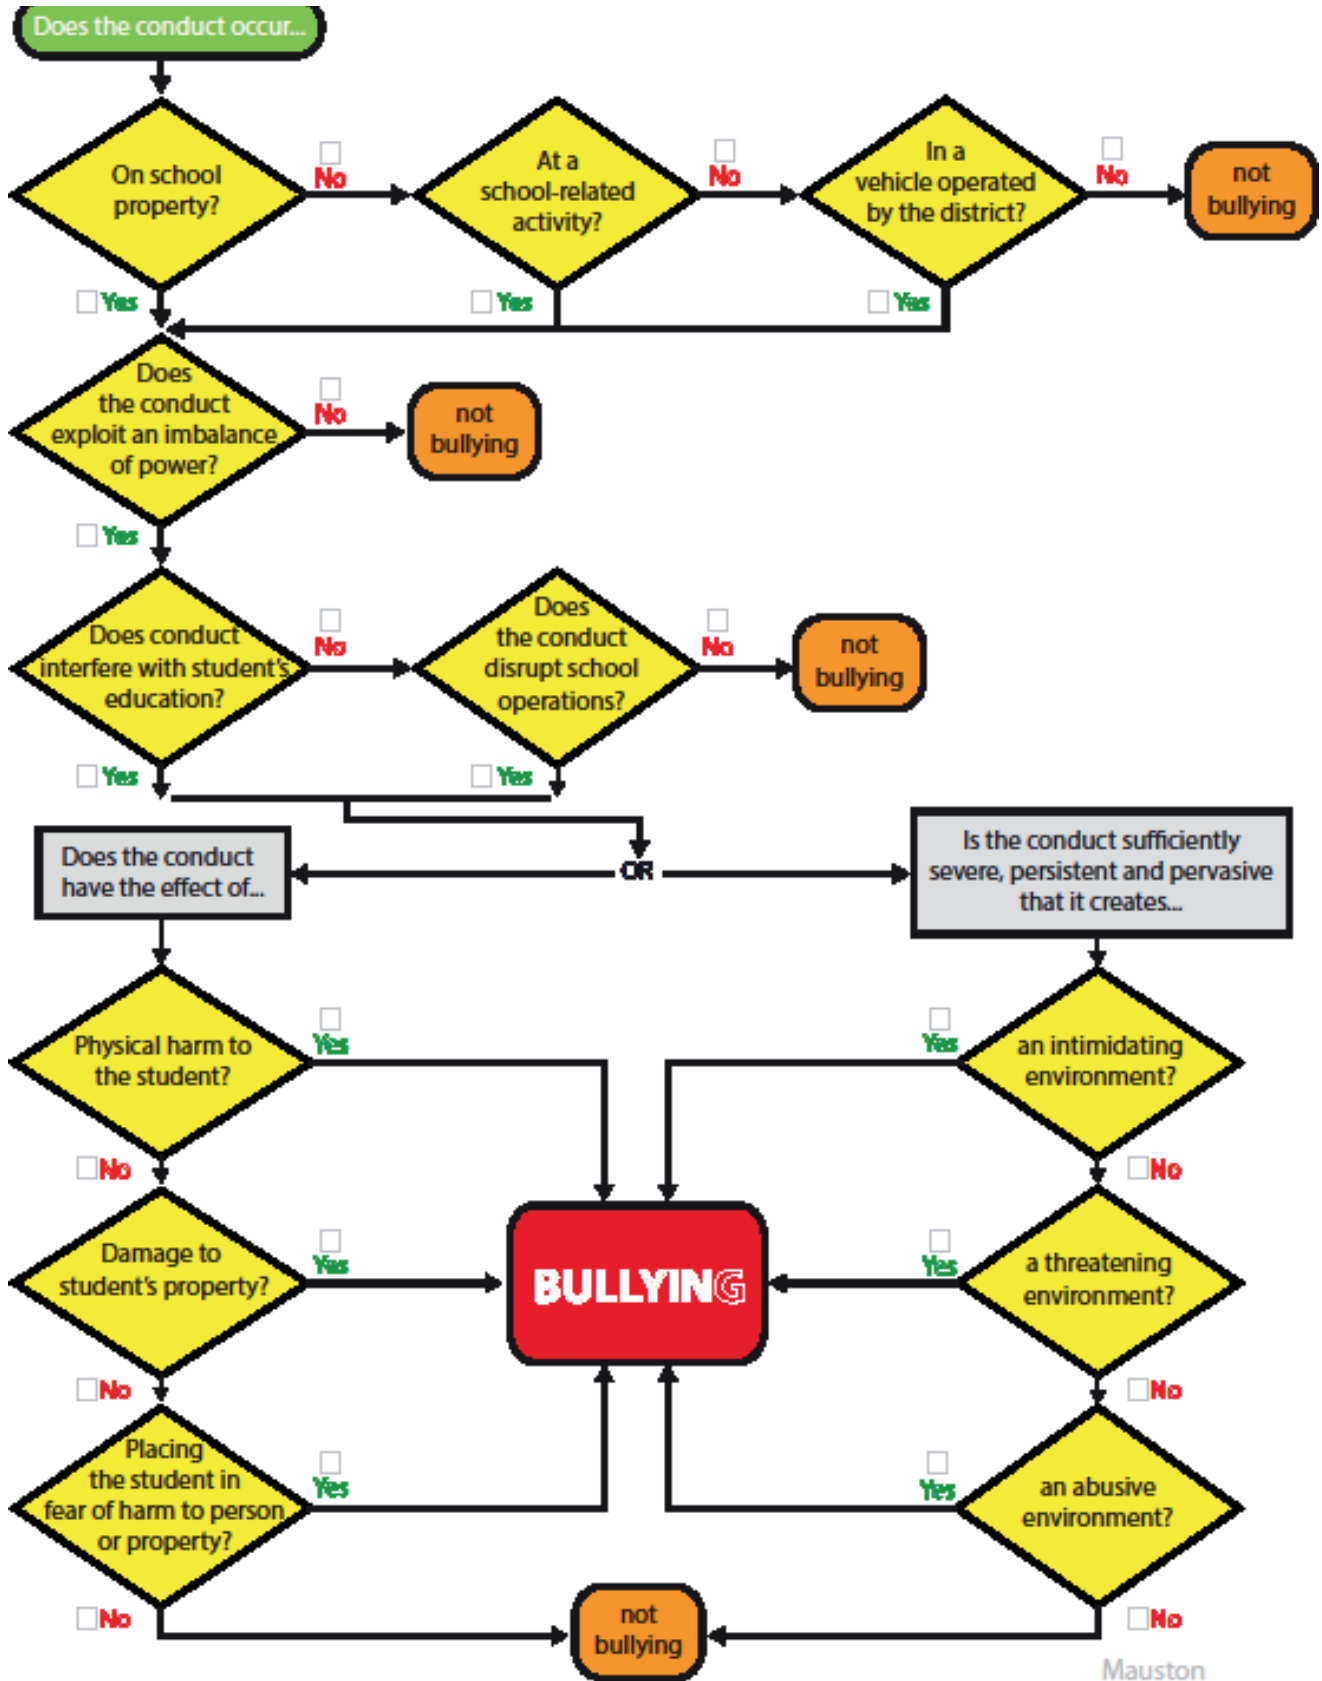 Does the conduct occur...
On school
property?
No
At a
school-related
activity?
No
In a
vehicle operated
by the district?
No
not
bullying
Yes
Yes
Yes
Does
the conduct
exploit an imbalance
of power?
No
not
bullying
Yes
Does conduct
interfere with student's
education?
No
Does
the conduct
disrupt school
operations?
No
not
bullying
Yes
Yes
Does the conduct
have the effect of...
OR
Is the conduct sufficiently
severe, persistent and pervasive
that it creates...
Physical harm to
the student?
Yes
Yes
an intimidating
environment?
No
No
Damage to
student's property?
Yes
BULLYING
Yes
a threatening
environment?
No
No
Placing
the student in
fear of harm to person
or property?
Yes
Yes
an abusive
environment?
No
not
bullying
No
Mauston